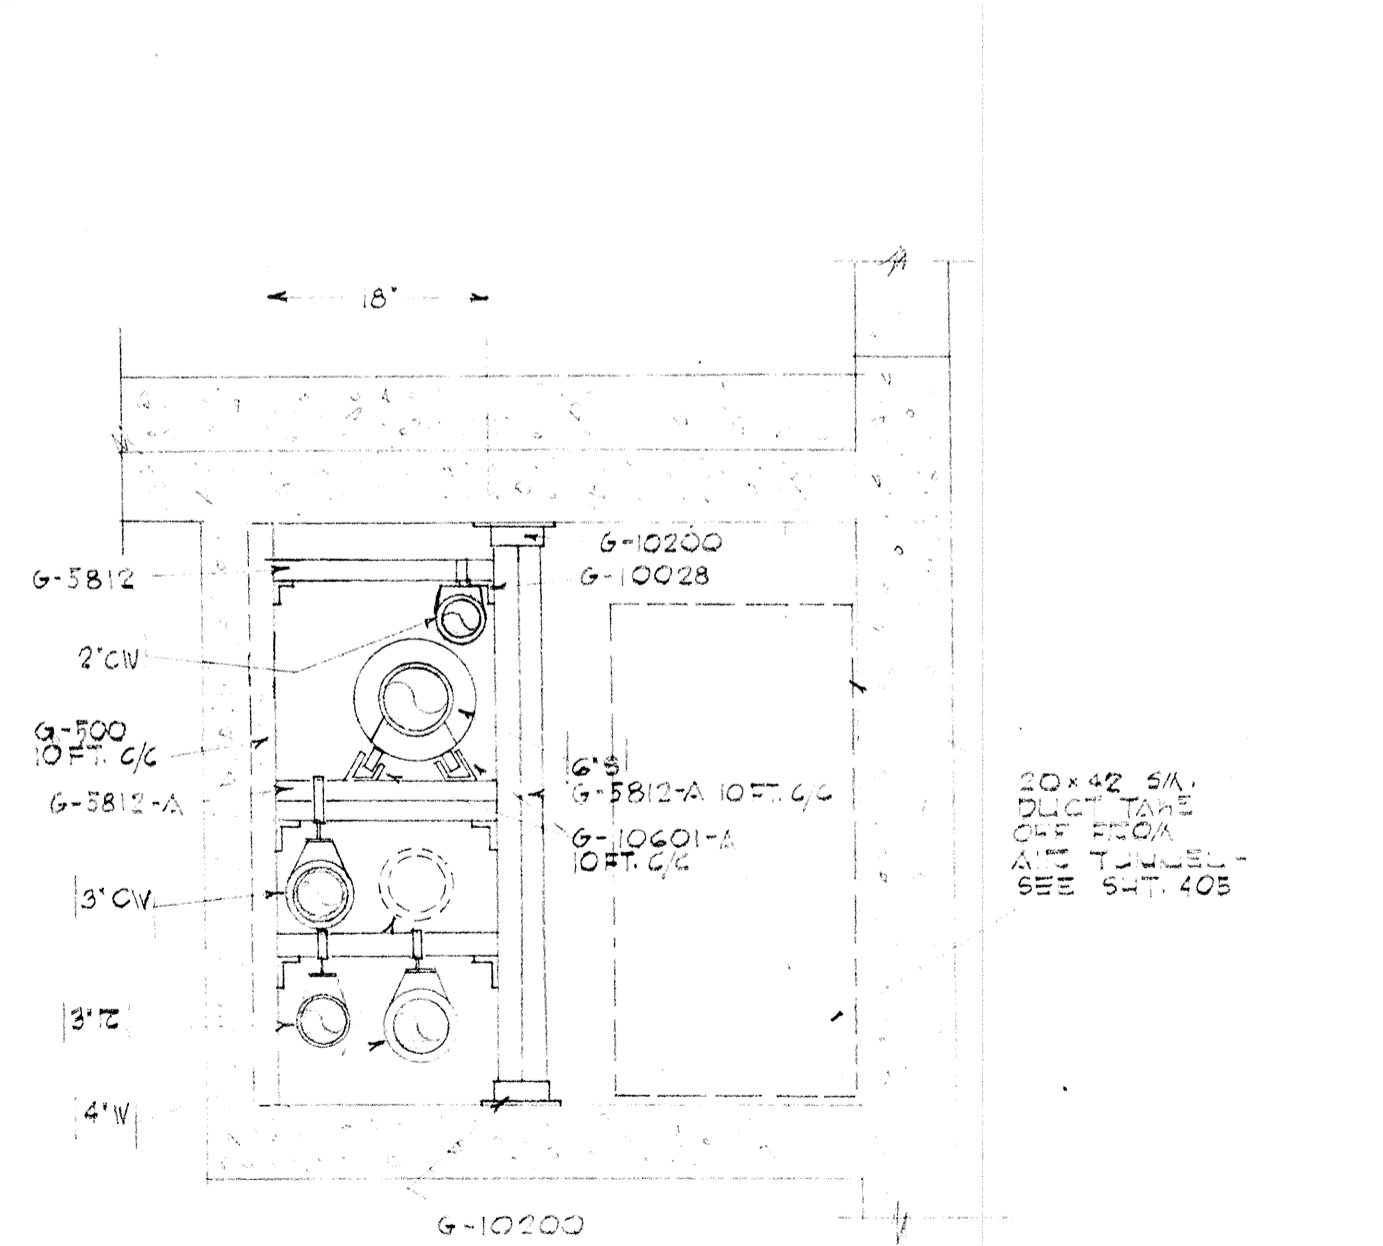 18"
G-10200
G-5812
G-10028
2"CW
G-500
10 FT. C/C
G-5812-A
6"S
G-5812-A 10 FT. C/C
G-10601-A
10 FT. C/C
3"CW
3"R
4"W
G-10200
20 x 42 S/A.
DUCT TAKE
OFF FROM
AIR TUNNEL-
SEE SHT. 405